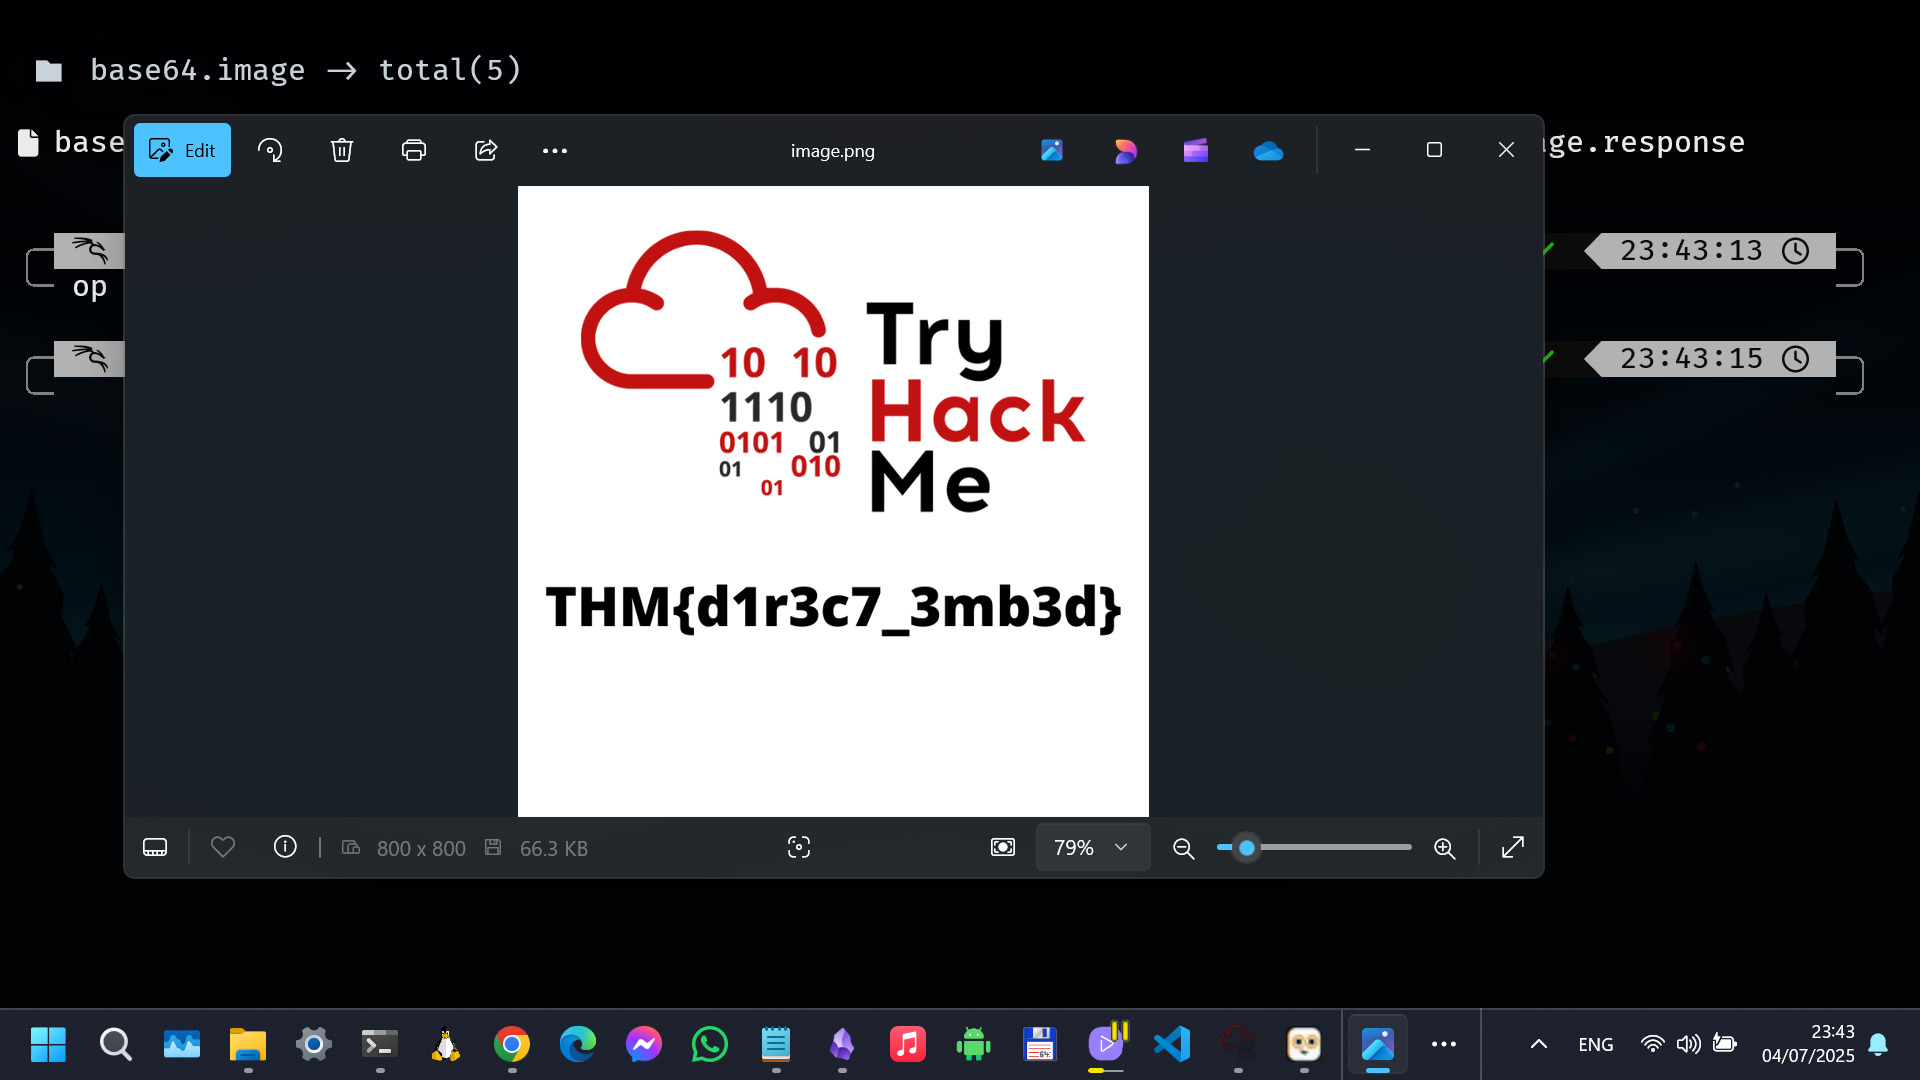 base64.image → total(5)
base
ge.response
Edit
image.png
23:43:13
op
23:43:15
10 10
1110
0101 01
01 010
01
Try
Hack
Me
THM{d1r3c7_3mb3d}
800 x 800
66.3 KB
79%
64
ENG
23:43
04/07/2025